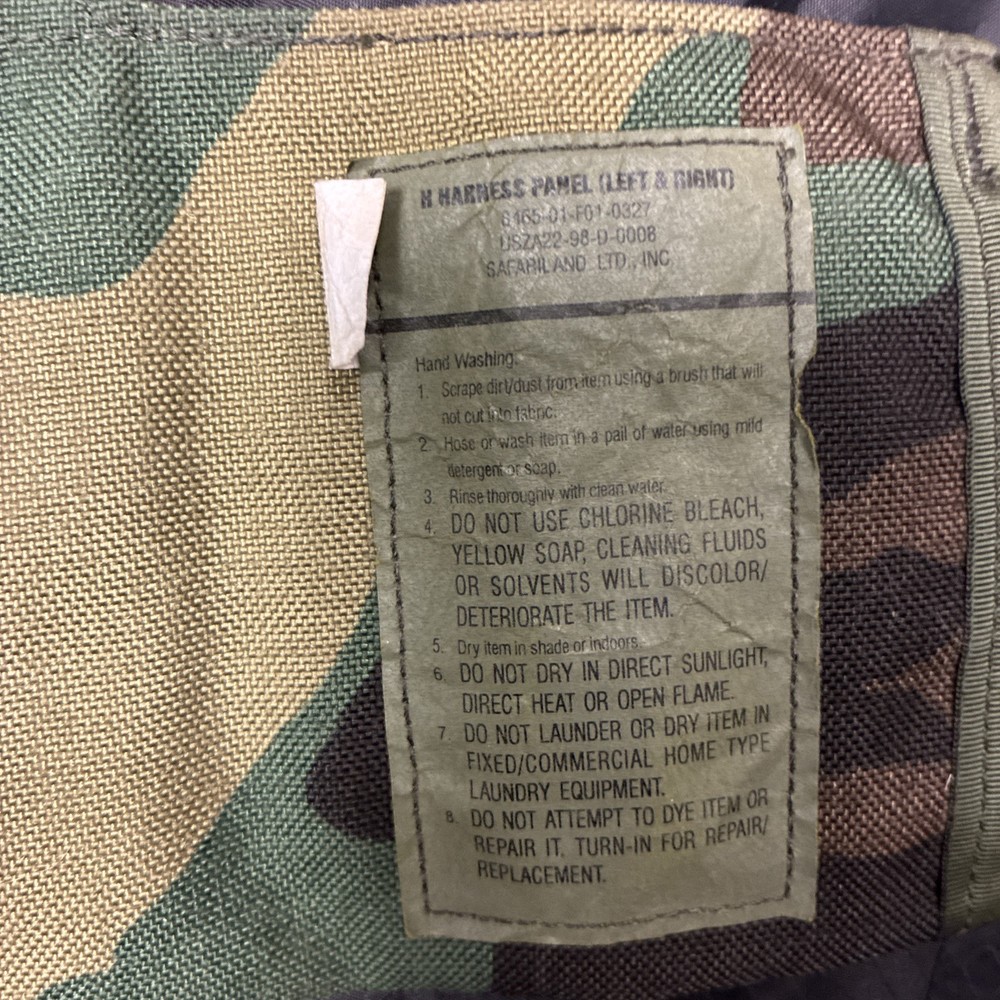 H HARNESS PANEL (LEFT & RIGHT)
8465-01-F01-0327
USZA22-98-D-0008
SAFARILAND LTD., INC
Hand Washing:
1. Scrape dirt/dust from item using a brush that will
not cut into fabric.
2. Hose or wash item in a pail of water using mild
detergent or soap.
3. Rinse thoroughly with clean water.
4. DO NOT USE CHLORINE BLEACH,
YELLOW SOAP, CLEANING FLUIDS
OR SOLVENTS WILL DISCOLOR/
DETERIORATE THE ITEM.
5. Dry item in shade or indoors.
6. DO NOT DRY IN DIRECT SUNLIGHT,
DIRECT HEAT OR OPEN FLAME.
7. DO NOT LAUNDER OR DRY ITEM IN
FIXED/COMMERCIAL HOME TYPE
LAUNDRY EQUIPMENT.
8. DO NOT ATTEMPT TO DYE ITEM OR
REPAIR IT. TURN-IN FOR REPAIR/
REPLACEMENT.